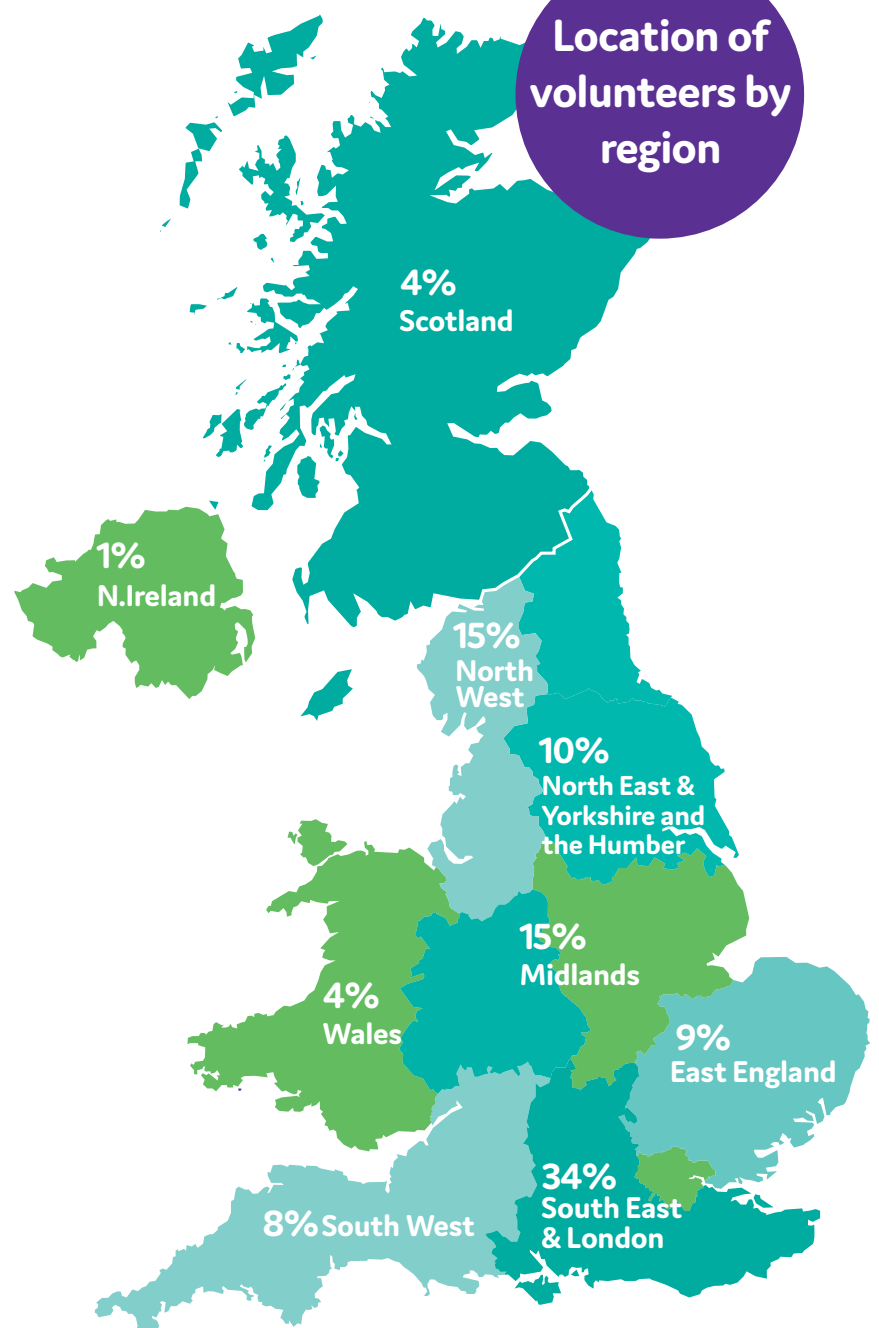 Location of
volunteers by
region
4%
Scotland
1%
N.Ireland
15%
North
West
10%
North East &
Yorkshire and
the Humber
15%
Midlands
4%
Wales
9%
East England
34%
South East
& London
8% South West